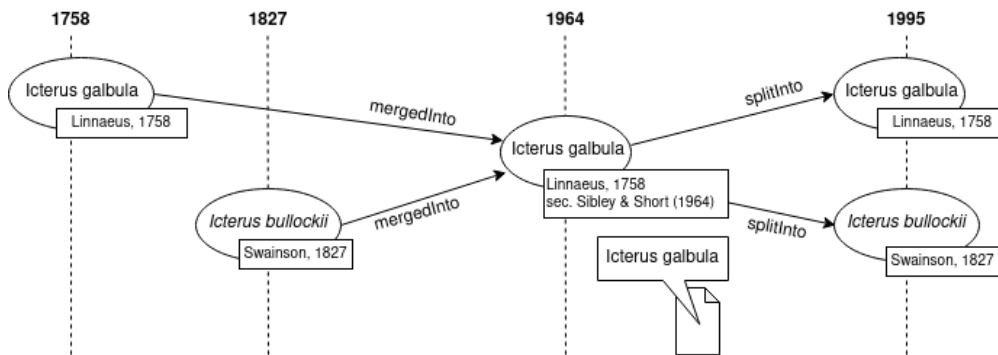 1758
1827
1964
1995
Icterus galbula
Linnaeus, 1758
mergedInto
Icterus bullockii
Swainson, 1827
mergedInto
Icterus galbula
Linnaeus, 1758
sec. Sibley & Short (1964)
splitInto
Icterus galbula
Linnaeus, 1758
splitInto
Icterus bullockii
Swainson, 1827
Icterus galbula